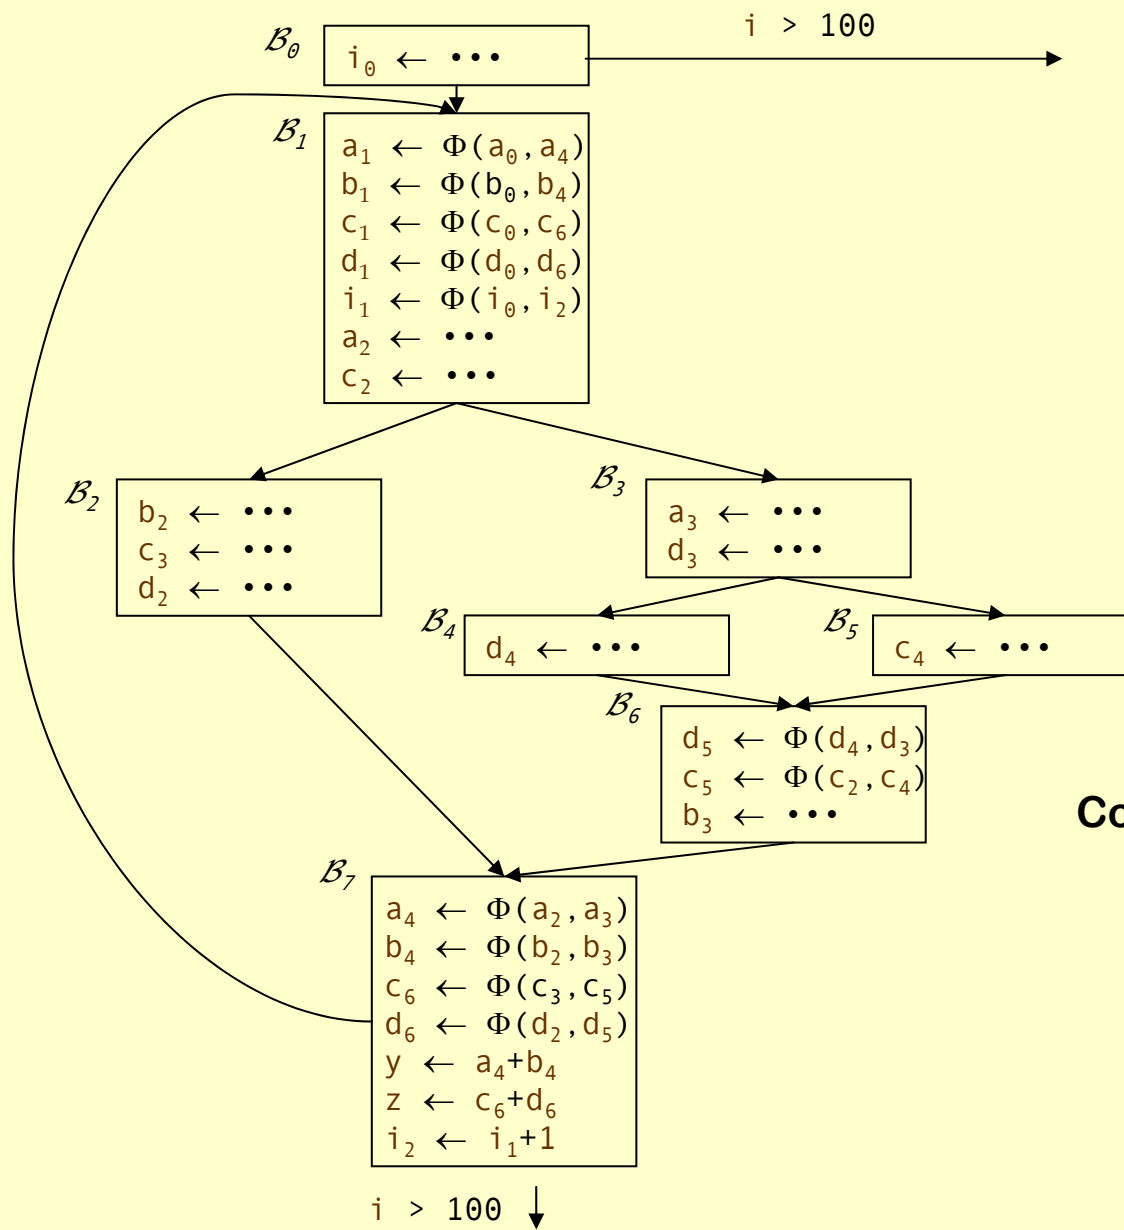 i > 100
B₀
i₀ ← •••
B₁
a₁ ← Φ(a₀,a₄)
b₁ ← Φ(b₀,b₄)
c₁ ← Φ(c₀,c₆)
d₁ ← Φ(d₀,d₆)
i₁ ← Φ(i₀,i₂)
a₂ ← •••
c₂ ← •••
B₂
b₂ ← •••
c₃ ← •••
d₂ ← •••
B₃
a₃ ← •••
d₃ ← •••
B₄
d₄ ← •••
B₅
c₄ ← •••
B₆
d₅ ← Φ(d₄,d₃)
c₅ ← Φ(c₂,c₄)
b₃ ← •••
Co
B₇
a₄ ← Φ(a₂,a₃)
b₄ ← Φ(b₂,b₃)
c₆ ← Φ(c₃,c₅)
d₆ ← Φ(d₂,d₅)
y ← a₄+b₄
z ← c₆+d₆
i₂ ← i₁+1
i > 100